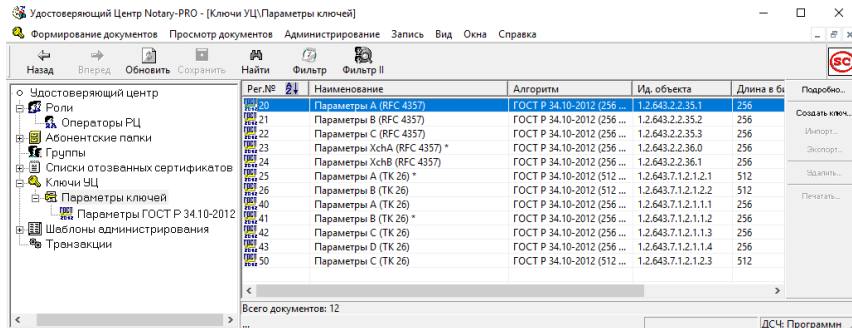 Удостоверяющий Центр Notary-PRO - [Ключи УЦ\Параметры ключей]
Формирование документов Просмотр документов Администрирование Запись Вид Окна Справка
Назад Вперед Обновить Сохранить Найти Фильтр Фильтр II
Удостоверяющий центр
Роли
Операторы РЦ
Абонентские папки
Группы
Списки отозванных сертификатов
Ключи УЦ
Параметры ключей
Параметры ГОСТ Р 34.10-2012
Шаблоны администрирования
Транзакции
Рег.№ Наименование Алгоритм Ид. объекта Длина в би
20 Параметры A (RFC 4357) ГОСТ Р 34.10-2012 (256 ... 1.2.643.2.2.35.1 256
21 Параметры B (RFC 4357) ГОСТ Р 34.10-2012 (256 ... 1.2.643.2.2.35.2 256
22 Параметры C (RFC 4357) ГОСТ Р 34.10-2012 (256 ... 1.2.643.2.2.35.3 256
23 Параметры XchA (RFC 4357) * ГОСТ Р 34.10-2012 (256 ... 1.2.643.2.2.36.0 256
24 Параметры XchB (RFC 4357) ГОСТ Р 34.10-2012 (256 ... 1.2.643.2.2.36.1 256
25 Параметры A (ТК 26) * ГОСТ Р 34.10-2012 (512 ... 1.2.643.7.1.2.1.2.1 512
26 Параметры B (ТК 26) ГОСТ Р 34.10-2012 (512 ... 1.2.643.7.1.2.1.2.2 512
40 Параметры A (ТК 26) ГОСТ Р 34.10-2012 (256 ... 1.2.643.7.1.2.1.1.1 256
41 Параметры B (ТК 26) * ГОСТ Р 34.10-2012 (256 ... 1.2.643.7.1.2.1.1.2 256
42 Параметры C (ТК 26) ГОСТ Р 34.10-2012 (256 ... 1.2.643.7.1.2.1.1.3 256
43 Параметры D (ТК 26) ГОСТ Р 34.10-2012 (256 ... 1.2.643.7.1.2.1.1.4 256
50 Параметры C (ТК 26) ГОСТ Р 34.10-2012 (512 ... 1.2.643.7.1.2.1.2.3 512
Всего документов: 12
...
Подробно...
Создать ключ...
Импорт...
Экспорт...
Удалить...
Печатать...
ДСЧ: Программн